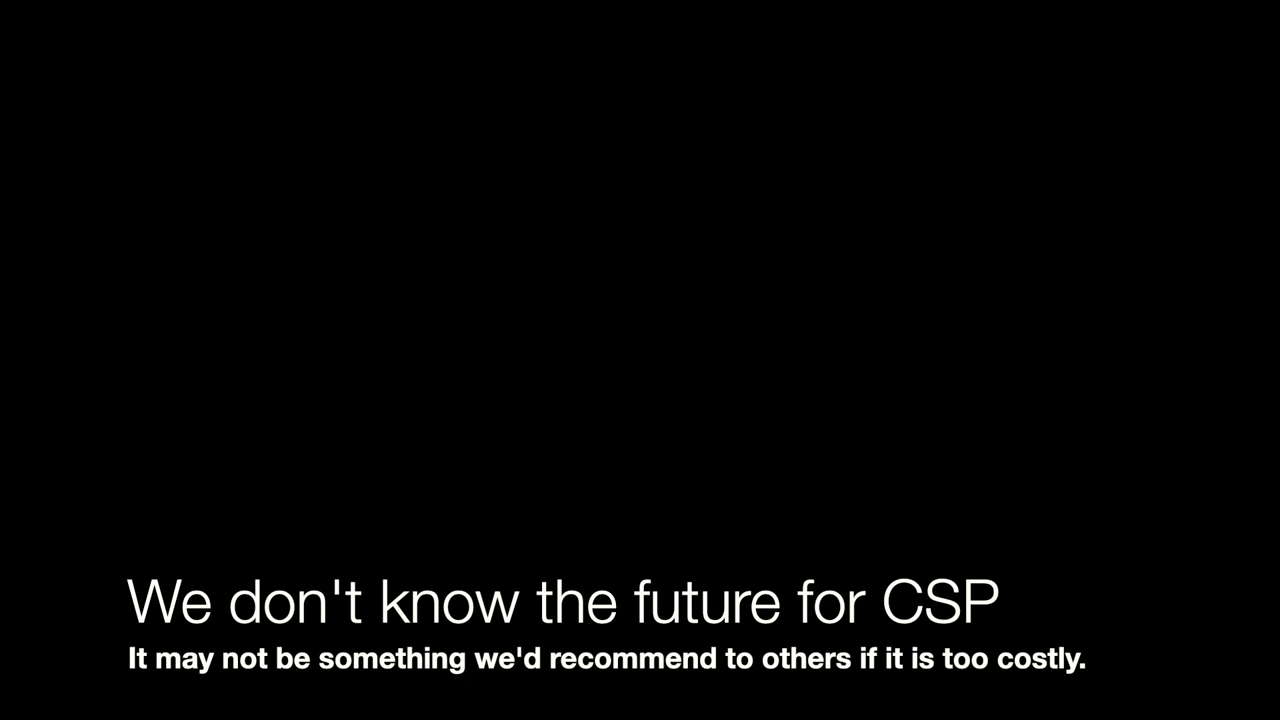 We don't know the future for CSP
It may not be something we'd recommend to others if it is too costly.